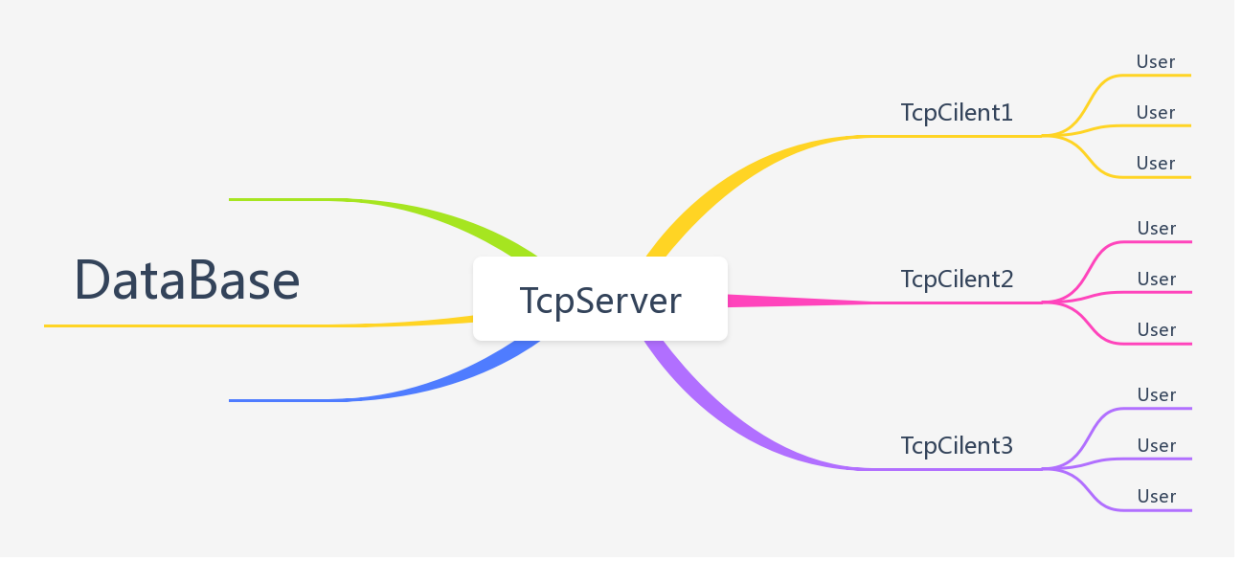 DataBase
TcpServer
TcpCilent1
User
User
User
TcpCilent2
User
User
User
TcpCilent3
User
User
User